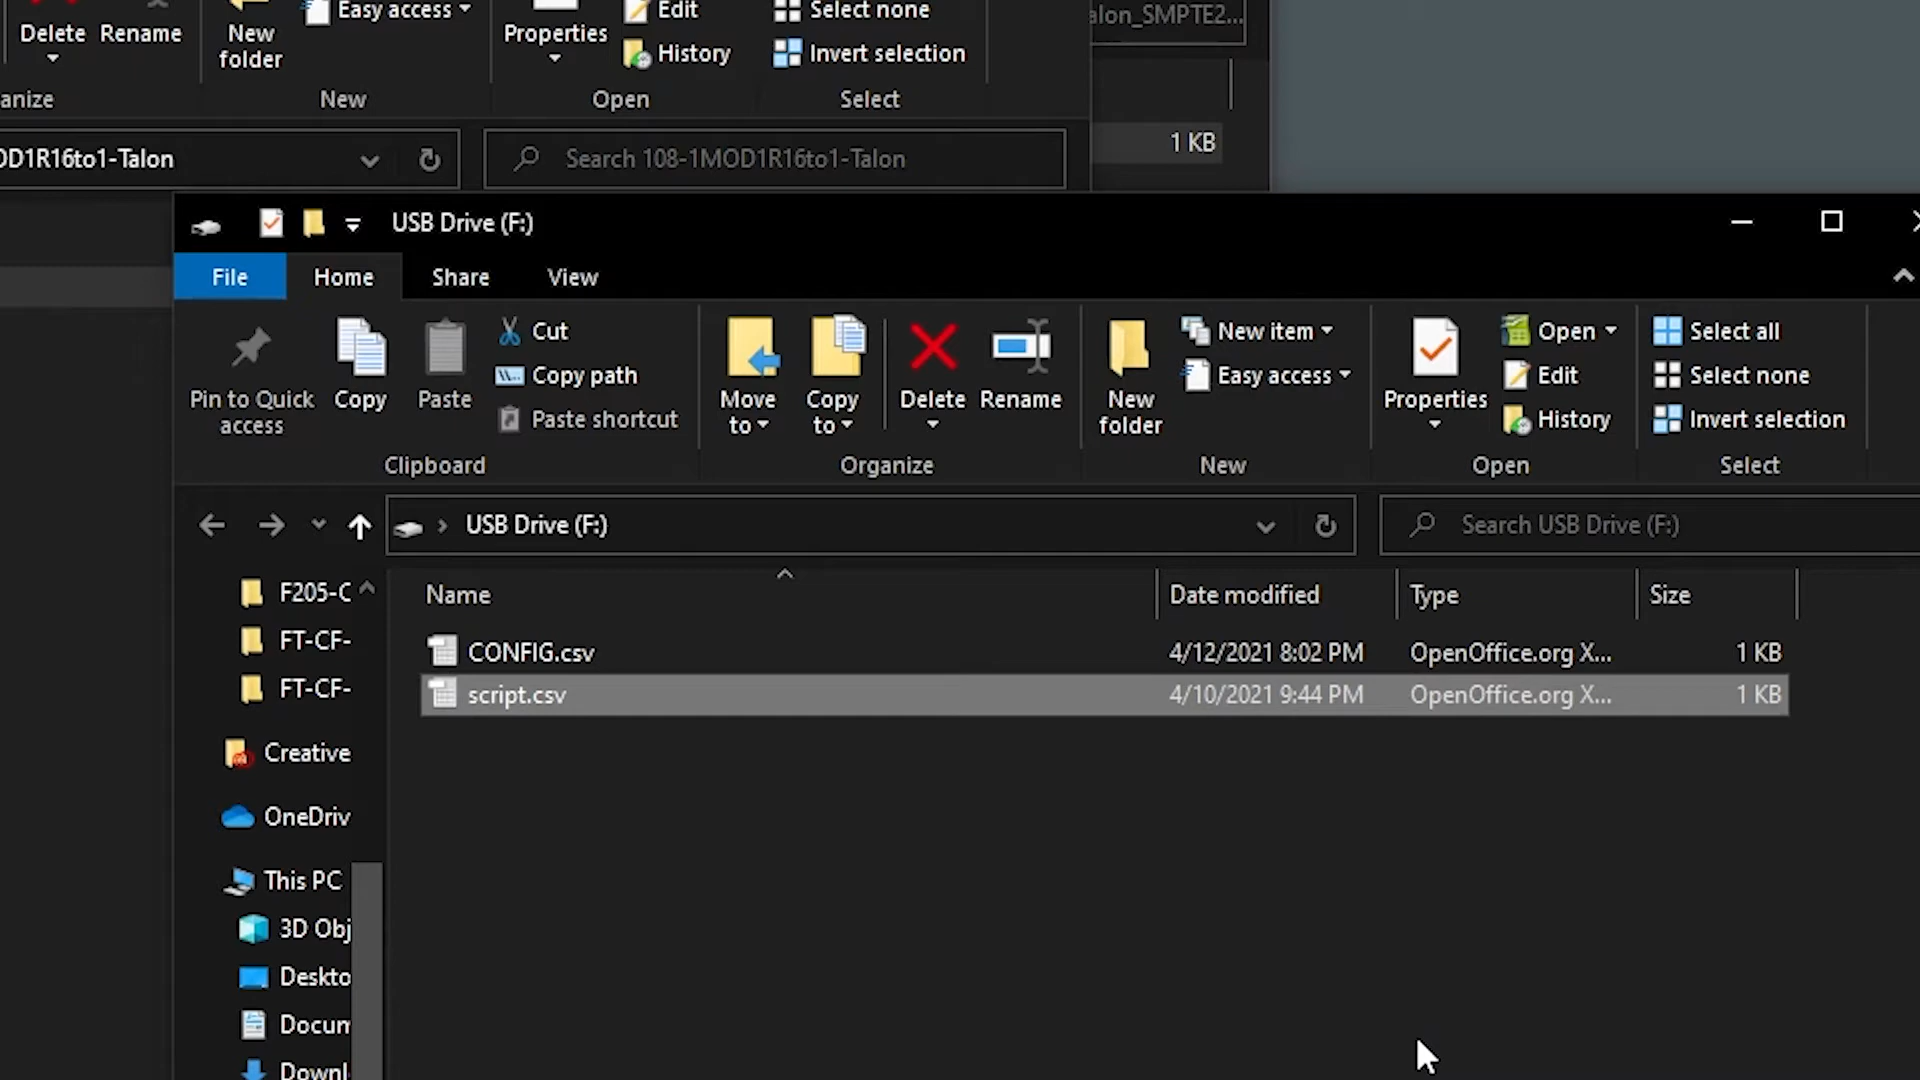 Delete
Rename
New
folder
Easy access
Properties
Edit
History
Select none
Invert selection
anize
New
Open
Select
alon_SMPTE2...
1 KB
OD1R16to1-Talon
Search 108-1MOD1R16to1-Talon
USB Drive (F:)
File
Home
Share
View
Pin to Quick
access
Copy
Paste
Cut
Copy path
Paste shortcut
Move
to
Copy
to
Delete
Rename
New
folder
New item
Easy access
Properties
Open
Edit
History
Select all
Select none
Invert selection
Clipboard
Organize
New
Open
Select
USB Drive (F:)
Search USB Drive (F:)
F205-C
FT-CF-
FT-CF-
Creative
OneDriv
This PC
3D Obj
Deskto
Docum
Downl
Name
Date modified
Type
Size
CONFIG.csv
4/12/2021 8:02 PM
OpenOffice.org X...
1 KB
script.csv
4/10/2021 9:44 PM
OpenOffice.org X...
1 KB